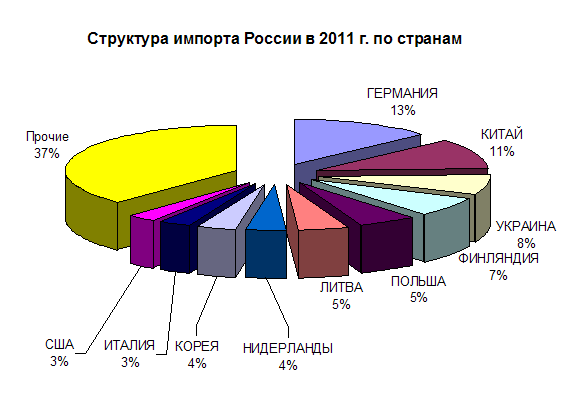 Структура импорта России в 2011 г. по странам
ГЕРМАНИЯ
13%
КИТАЙ
11%
УКРАИНА
8%
ФИНЛЯНДИЯ
7%
ПОЛЬША
5%
ЛИТВА
5%
НИДЕРЛАНДЫ
4%
КОРЕЯ
4%
ИТАЛИЯ
3%
США
3%
Прочие
37%